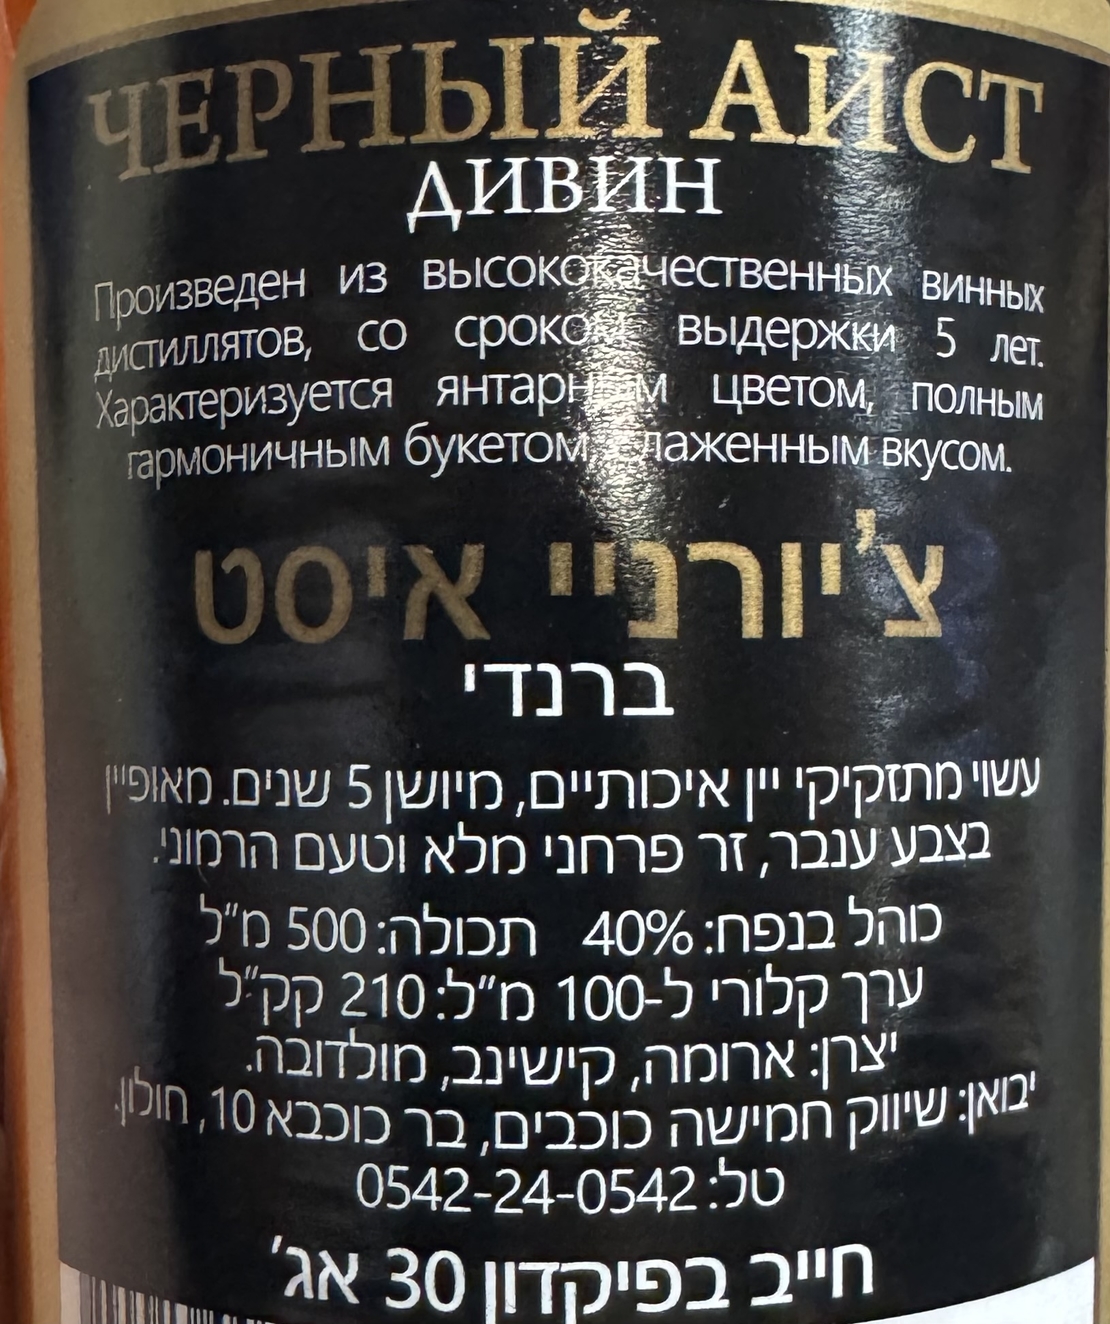 ЧЕРНЫЙ АИСТ
ДИВИН
Произведен из высококачественных винных
дистиллятов, со сроком выдержки 5 лет.
Характеризуется янтарным цветом, полным
гармоничным букетом слаженным вкусом.
צ'יורניי איסט
ברנדי
עשוי מתזקיקי יין איכותיים, מיושן 5 שנים. מאופיין
בצבע ענבר, זר פרחני מלא וטעם הרמוני.
כוהל בנפח: 40% תכולה: 500 מ"ל
ערך קלורי ל-100 מ"ל: 210 קק"ל
יצרן: ארומה, קישינב, מולדובה.
יבואן: שיווק חמישה כוכבים, בר כוכבא 10, חולון.
טל: 0542-24-0542
חייב בפיקדון 30 אג'